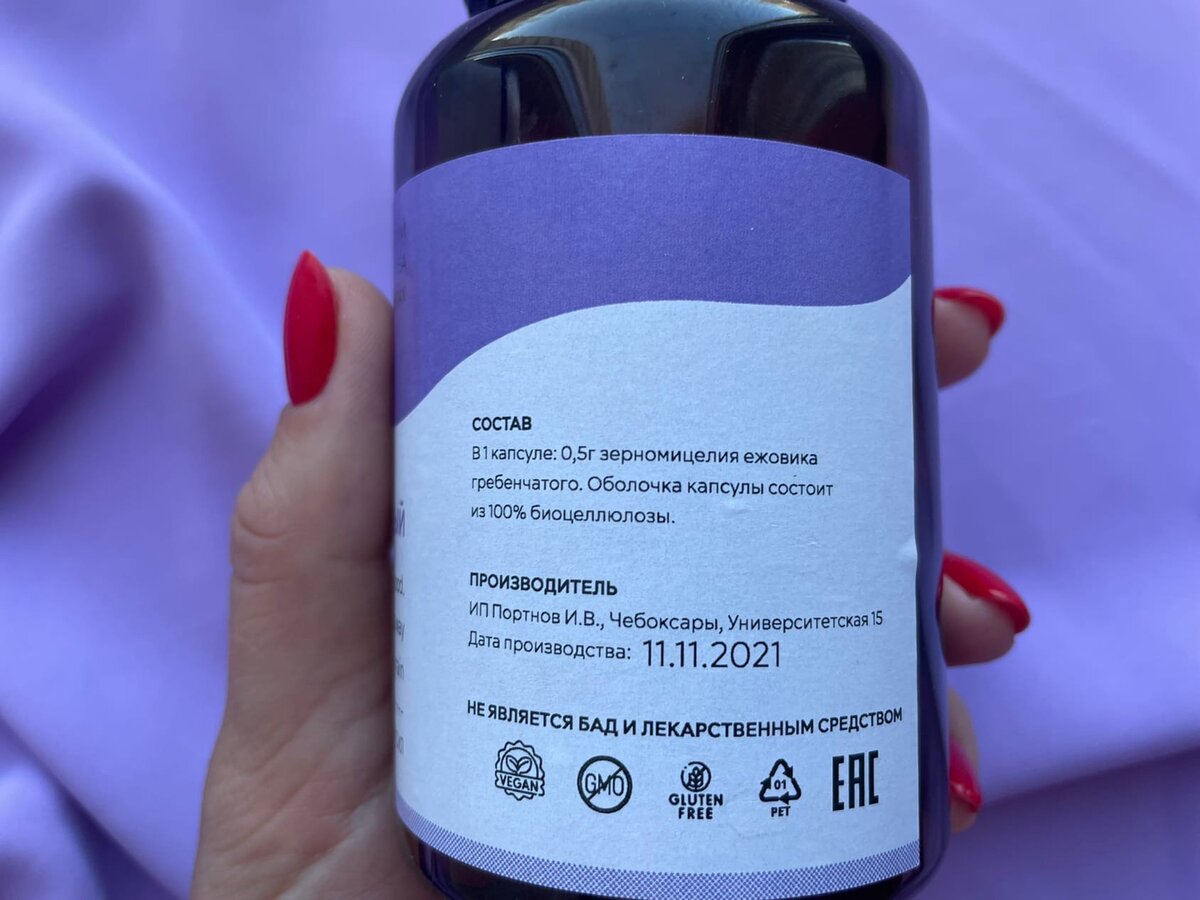 СОСТАВ
В 1 капсуле: 0,5г зерномицелия ежовика
гребенчатого. Оболочка капсулы состоит
из 100% биоцеллюлозы.
ПРОИЗВОДИТЕЛЬ
ИП Портнов И.В., Чебоксары, Университетская 15
Дата производства: 11.11.2021
НЕ ЯВЛЯЕТСЯ БАД И ЛЕКАРСТВЕННЫМ СРЕДСТВОМ
VEGAN
GMO
GLUTEN
FREE
01
PET
EAC